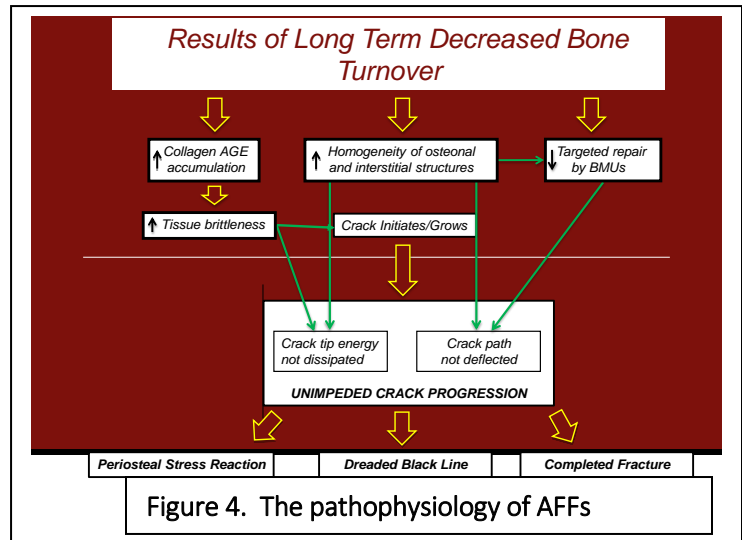 Results of Long Term Decreased Bone
Turnover
↑ Collagen AGE
accumulation
↑ Homogeneity of osteonal
and interstitial structures
↓ Targeted repair
by BMUs
↑ Tissue brittleness
Crack Initiates/Grows
Crack tip energy
not dissipated
Crack path
not deflected
UNIMPEDED CRACK PROGRESSION
Periosteal Stress Reaction
Dreaded Black Line
Completed Fracture
Figure 4. The pathophysiology of AFFs